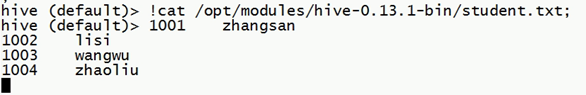 hive (default)> !cat /opt/modules/hive-0.13.1-bin/student.txt;
hive (default)> 1001    zhangsan
1002    lisi
1003    wangwu
1004    zhaoliu